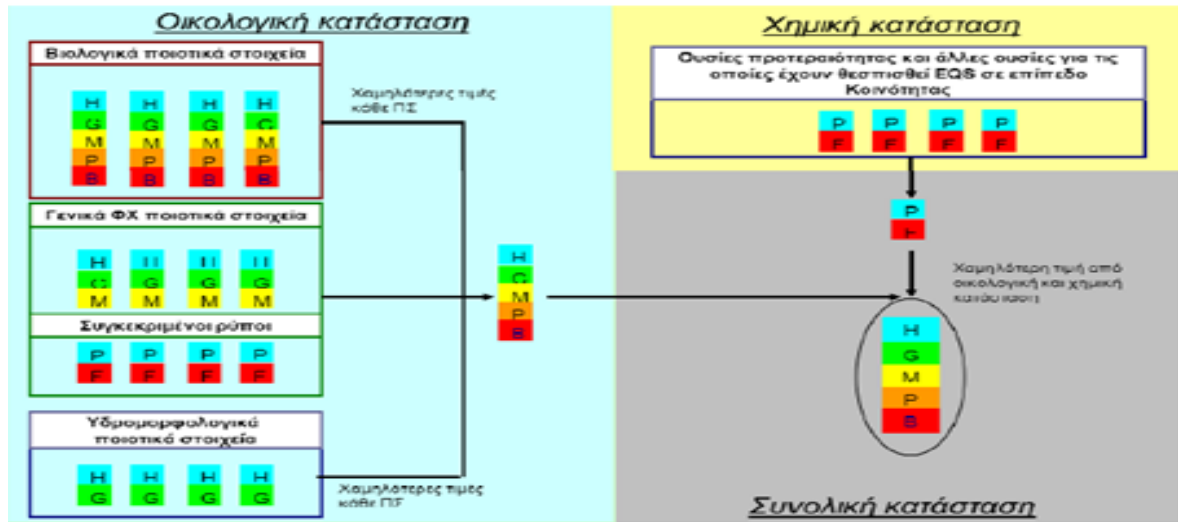 Οικολογική κατάσταση
Βιολογικά ποιοτικά στοιχεία
H H H H
G G G G
M M M M
P P P P
B B B B
Χαμηλότερες τιμές
κάθε ΠΣ
Γενικά ΦΧ ποιοτικά στοιχεία
H H H H
G G G G
M M M M
Συγκεκριμένοι ρύποι
P P P P
F F F F
Υδρομορφολογικά
ποιοτικά στοιχεία
H H H H
G G G G
Χαμηλότερες τιμές
κάθε ΠΣ
H
G
M
P
B
Χημική κατάσταση
Ουσίες προτεραιότητας και άλλες ουσίες για τις
οποίες έχουν θεσπισθεί EQS σε επίπεδο
Κοινότητας
P P P P
F F F F
P
F
Χαμηλότερη τιμή από
οικολογική και χημική
κατάσταση
H
G
M
P
B
Συνολική κατάσταση